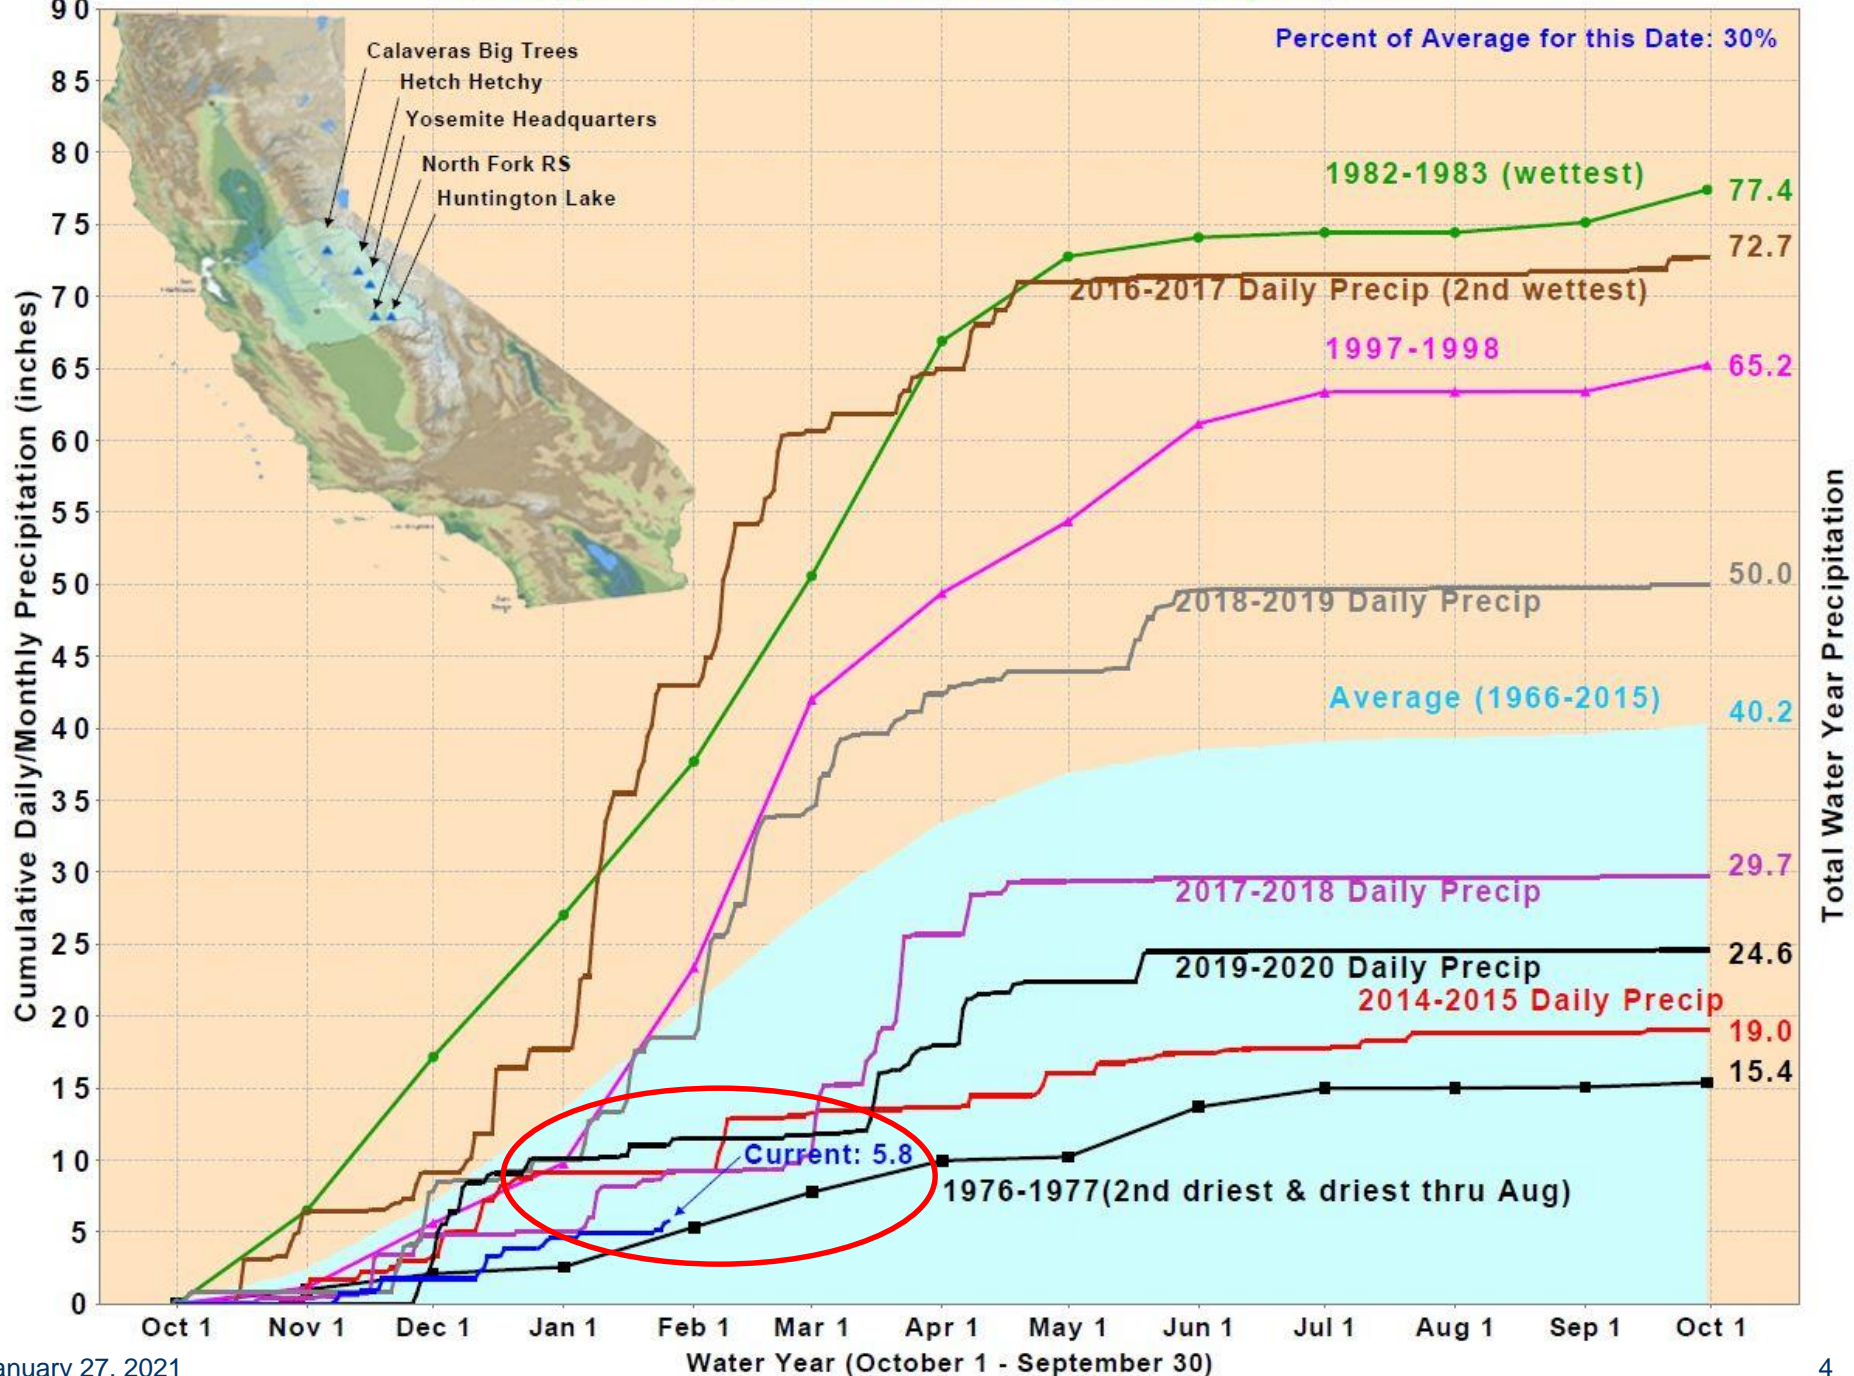 Percent of Average for this Date: 30%
Calaveras Big Trees
Hetch Hetchy
Yosemite Headquarters
North Fork RS
Huntington Lake
Cumulative Daily/Monthly Precipitation (inches)
90
85
80
75
70
65
60
55
50
45
40
35
30
25
20
15
10
5
0
1982-1983 (wettest)
77.4
2016-2017 Daily Precip (2nd wettest)
72.7
1997-1998
65.2
2018-2019 Daily Precip
50.0
Average (1966-2015)
40.2
2017-2018 Daily Precip
29.7
2019-2020 Daily Precip
24.6
2014-2015 Daily Precip
19.0
15.4
Current: 5.8
1976-1977(2nd driest & driest thru Aug)
Total Water Year Precipitation
Oct 1 Nov 1 Dec 1 Jan 1 Feb 1 Mar 1 Apr 1 May 1 Jun 1 Jul 1 Aug 1 Sep 1 Oct 1
Water Year (October 1 - September 30)
anuary 27, 2021
4